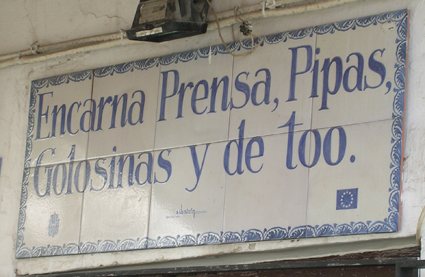 Encarna Prensa, Pipas,
Golosinas y de too.